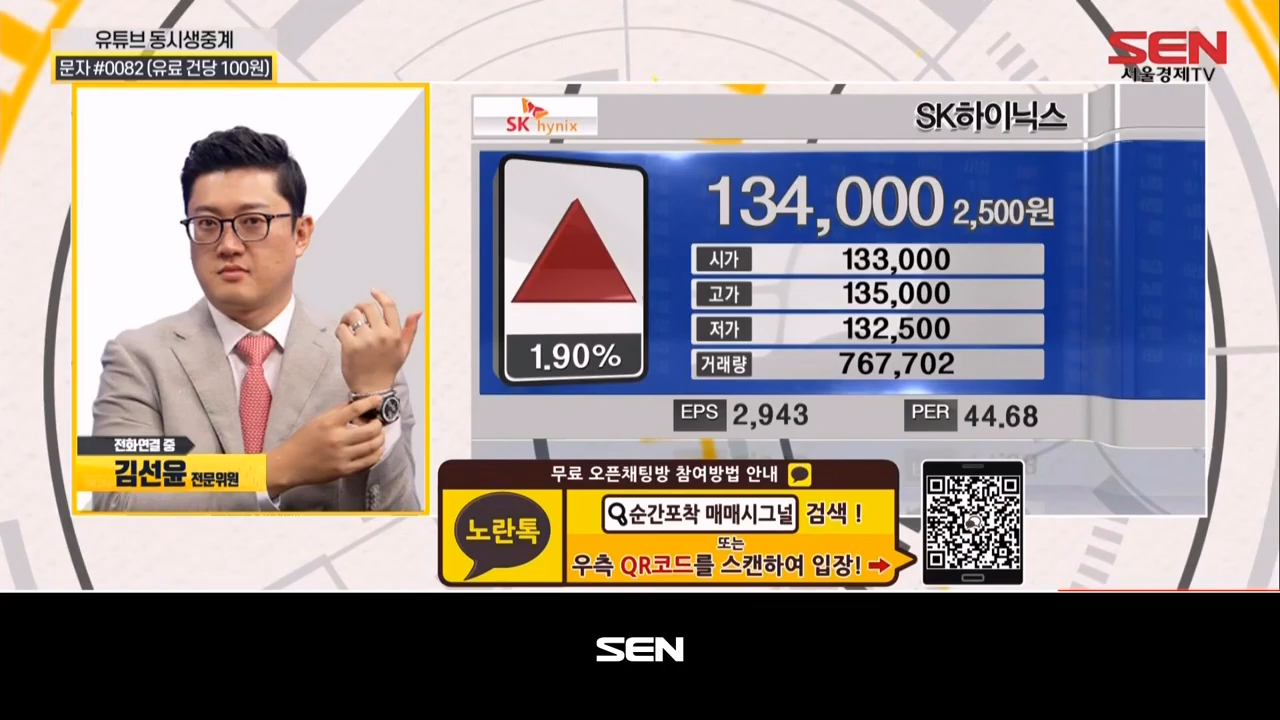 유튜브 동시생중계
문자 #0082 (유료 건당 100원)
SEN
서울경제TV
SK hynix
SK하이닉스
134,000 2,500원
시가 133,000
고가 135,000
저가 132,500
거래량 767,702
1.90%
EPS 2,943
PER 44.68
전화연결 중
김선윤 전문위원
무료 오픈채팅방 참여방법 안내
노란톡
순간포착 매매시그널 검색 !
또는
우측 QR코드를 스캔하여 입장! →
SEN